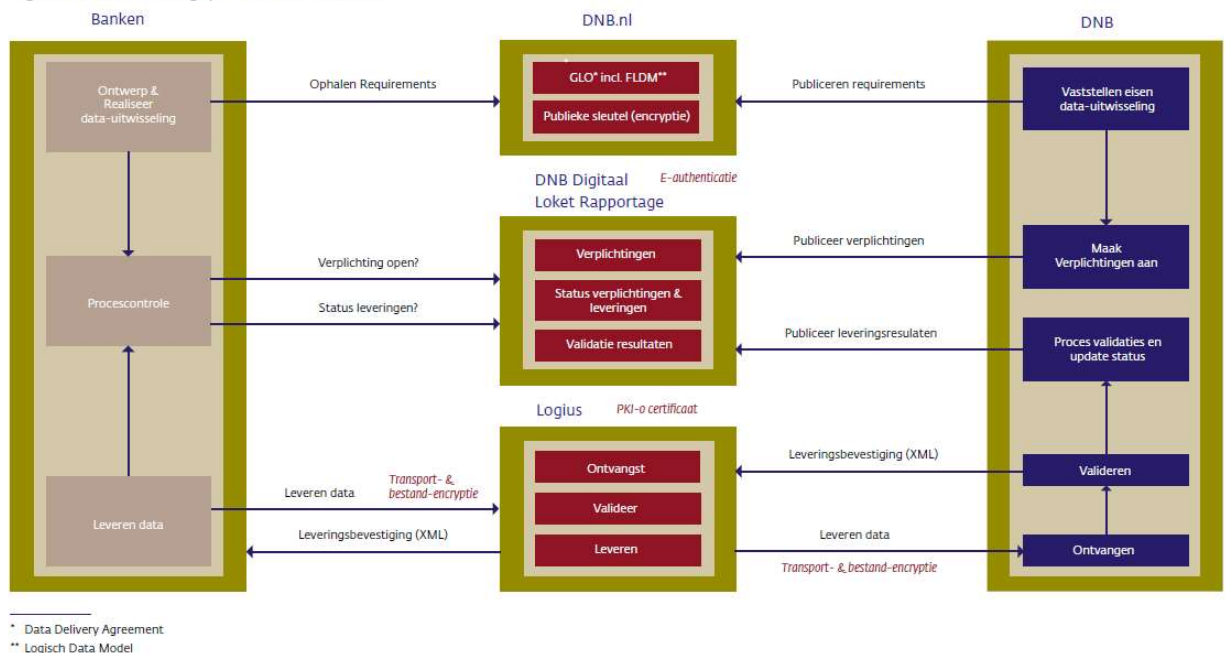 Banken
DNB.nl
DNB
Ontwerp &
Realiseer
data-uitwisseling
Ophalen Requirements
GLO* incl. FLDM**
Publieke sleutel (encryptie)
Publiceren requirements
Vaststellen eisen
data-uitwisseling
DNB Digitaal
Loket Rapportage
E-authenticatie
Procescontrole
Verplichting open?
Status leveringen?
Verplichtingen
Status verplichtingen &
leveringen
Validatie resultaten
Publiceer verplichtingen
Maak
Verplichtingen aan
Publiceer leveringsresulaten
Proces validaties en
update status
Logius
PKI-o certificaat
Leveren data
Leveren data
Transport- &
bestand-encryptie
Leveringsbevestiging (XML)
Ontvangst
Valideer
Leveren
Leveringsbevestiging (XML)
Valideren
Leveren data
Transport- & bestand-encryptie
Ontvangen
* Data Delivery Agreement
** Logisch Data Model